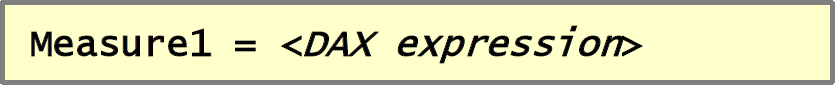 Measure1 = <DAX expression>